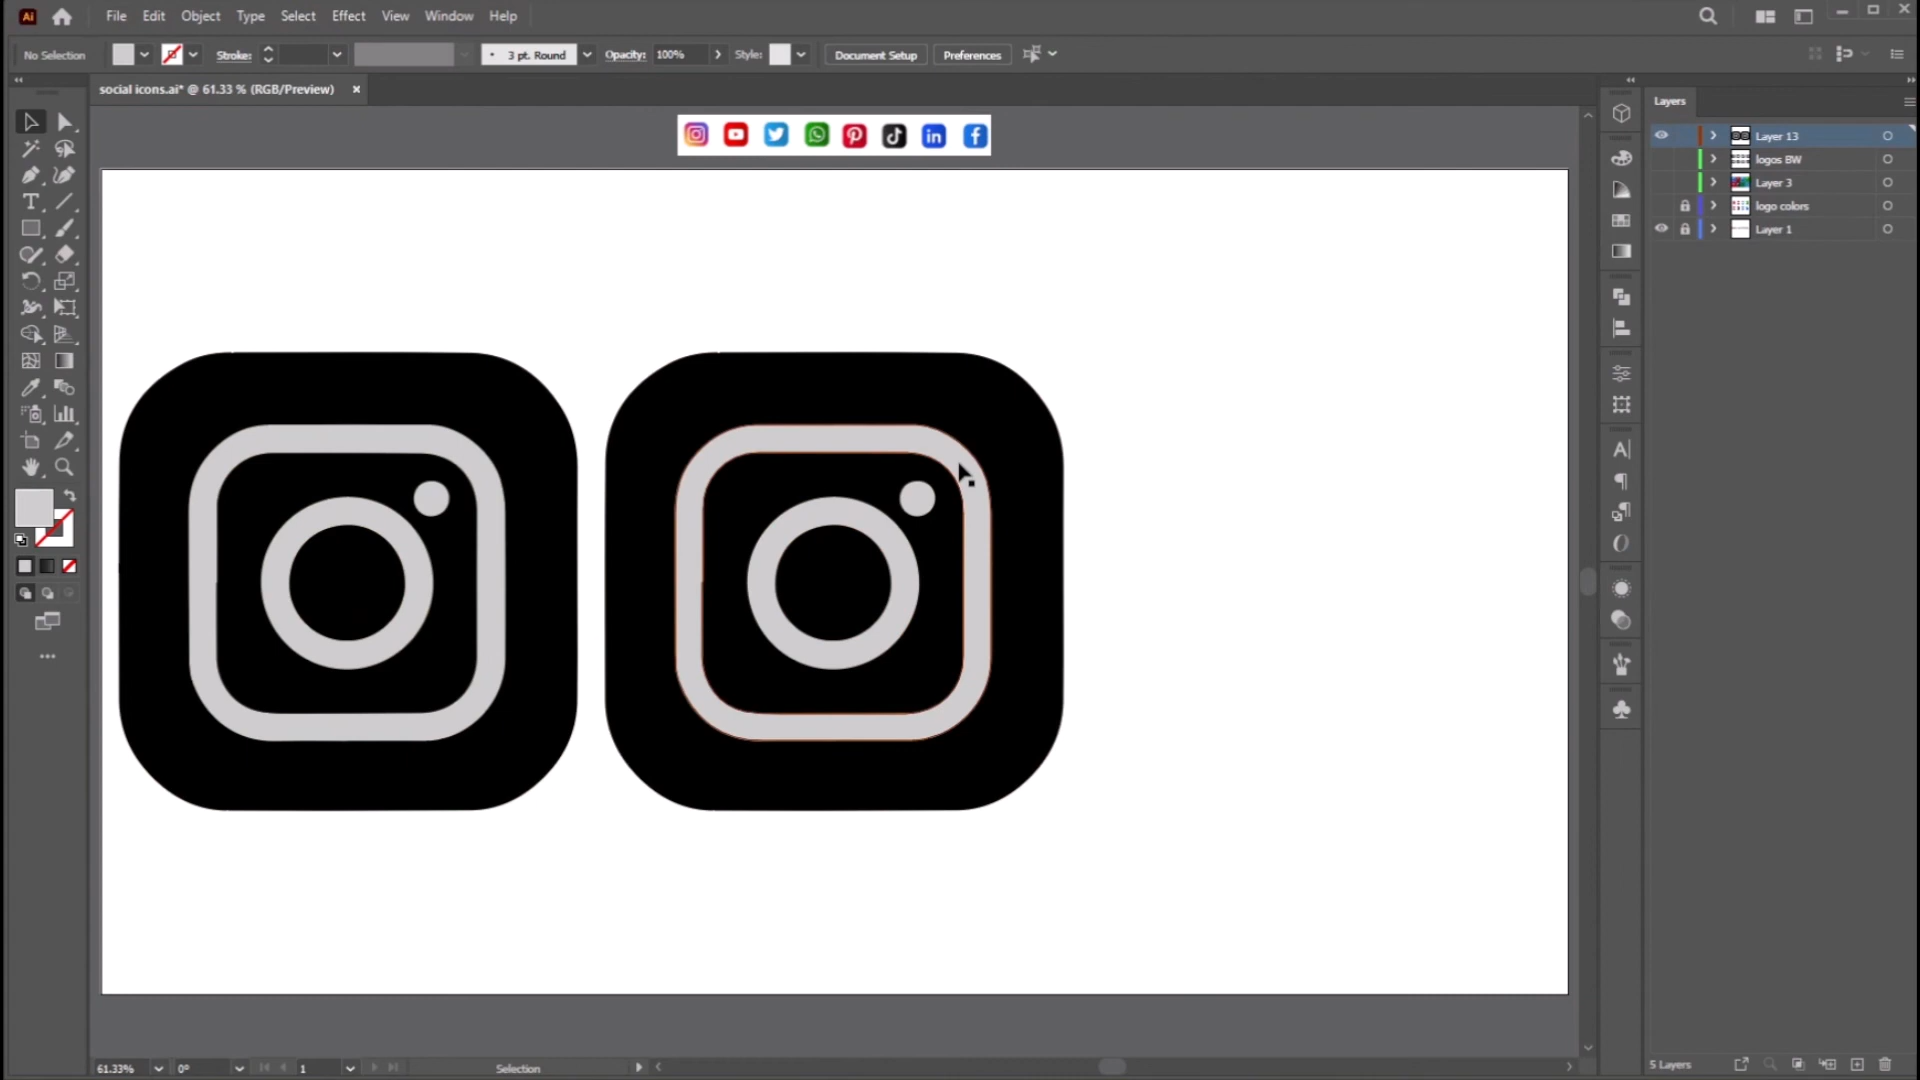 Ai File Edit Object Type Select Effect View Window Help
No Selection Stroke: 3 pt. Round Opacity: 100% Style: Document Setup Preferences
social icons.ai* @ 61.33 % (RGB/Preview) ×
Layers
Layer 13
logos BW
Layer 3
logo colors
Layer 1
61.33% 0° 1 Selection
5 Layers